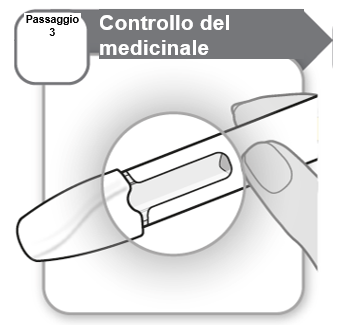 Passaggio
3
Controllo del
medicinale